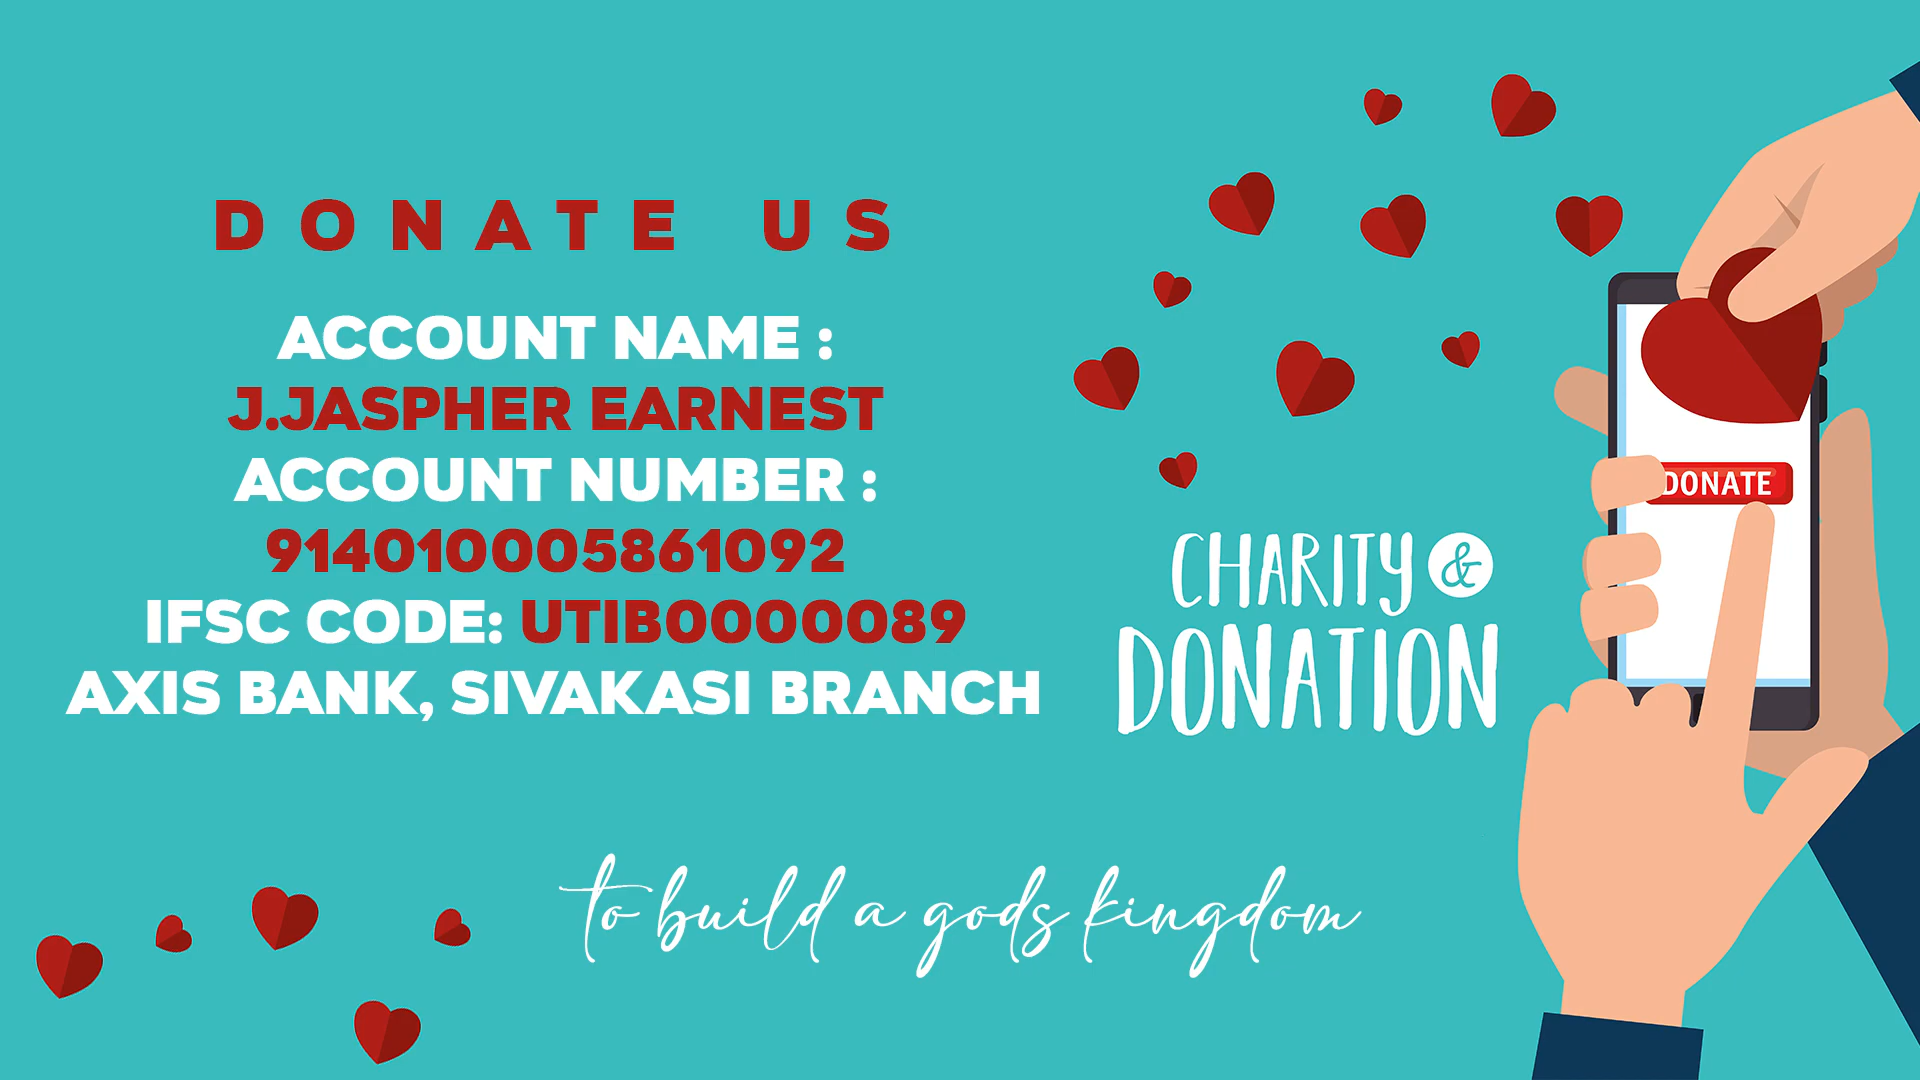 DONATE US
ACCOUNT NAME :
J.JASPHER EARNEST
ACCOUNT NUMBER :
914010005861092
IFSC CODE: UTIB0000089
AXIS BANK, SIVAKASI BRANCH
DONATE
CHARITY &
DONATION
to build a gods kingdom